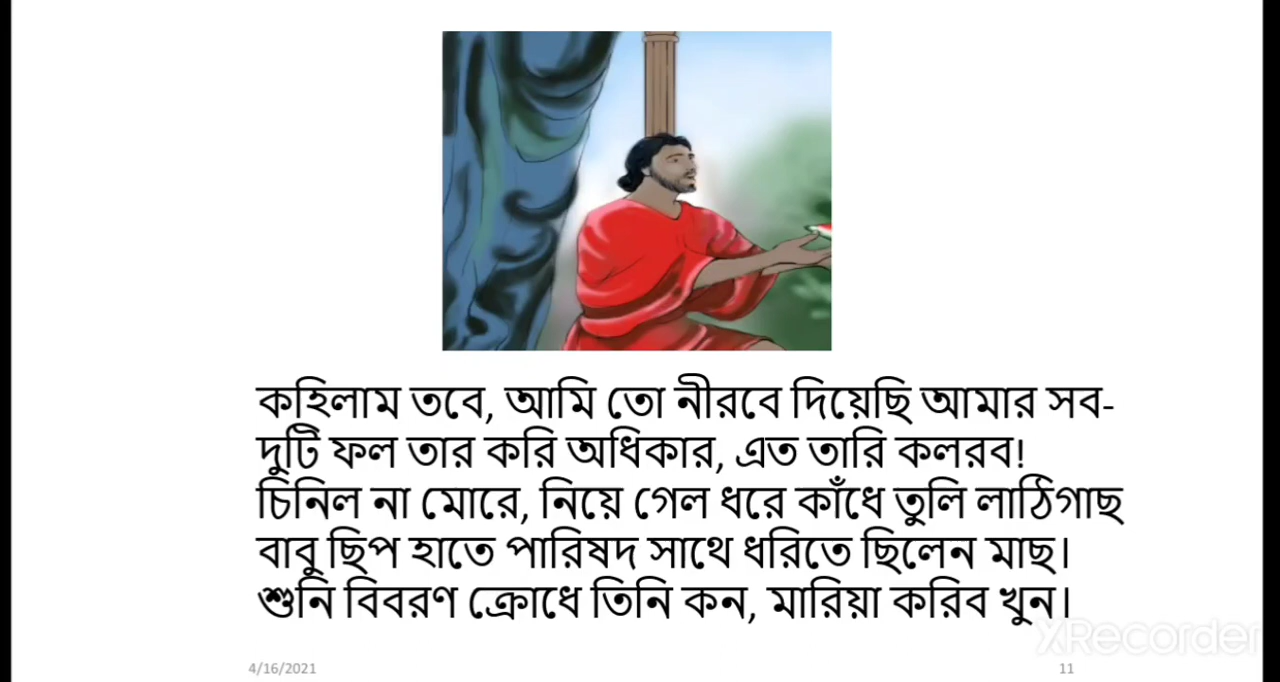 কহিলাম তবে, আমি তো নীরবে দিয়েছি আমার সব-
দুটি ফল তার করি অধিকার, এত তারি কলরব!
চিনিল না মোরে, নিয়ে গেল ধরে কাঁধে তুলি লাঠিগাছ
বাবু ছিপ হাতে পারিষদ সাথে ধরিতে ছিলেন মাছ।
শুনি বিবরণ ক্রোধে তিনি কন, মারিয়া করিব খুন।
XRecorder
4/16/2021
11